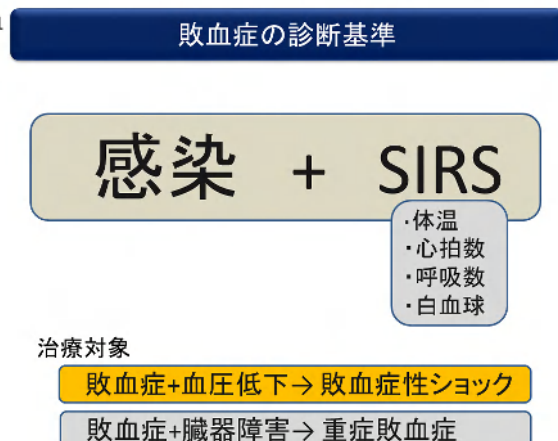 敗血症の診断基準
感染 + SIRS
・体温
・心拍数
・呼吸数
・白血球
治療対象
敗血症+血圧低下→敗血症性ショック
敗血症+臓器障害→重症敗血症